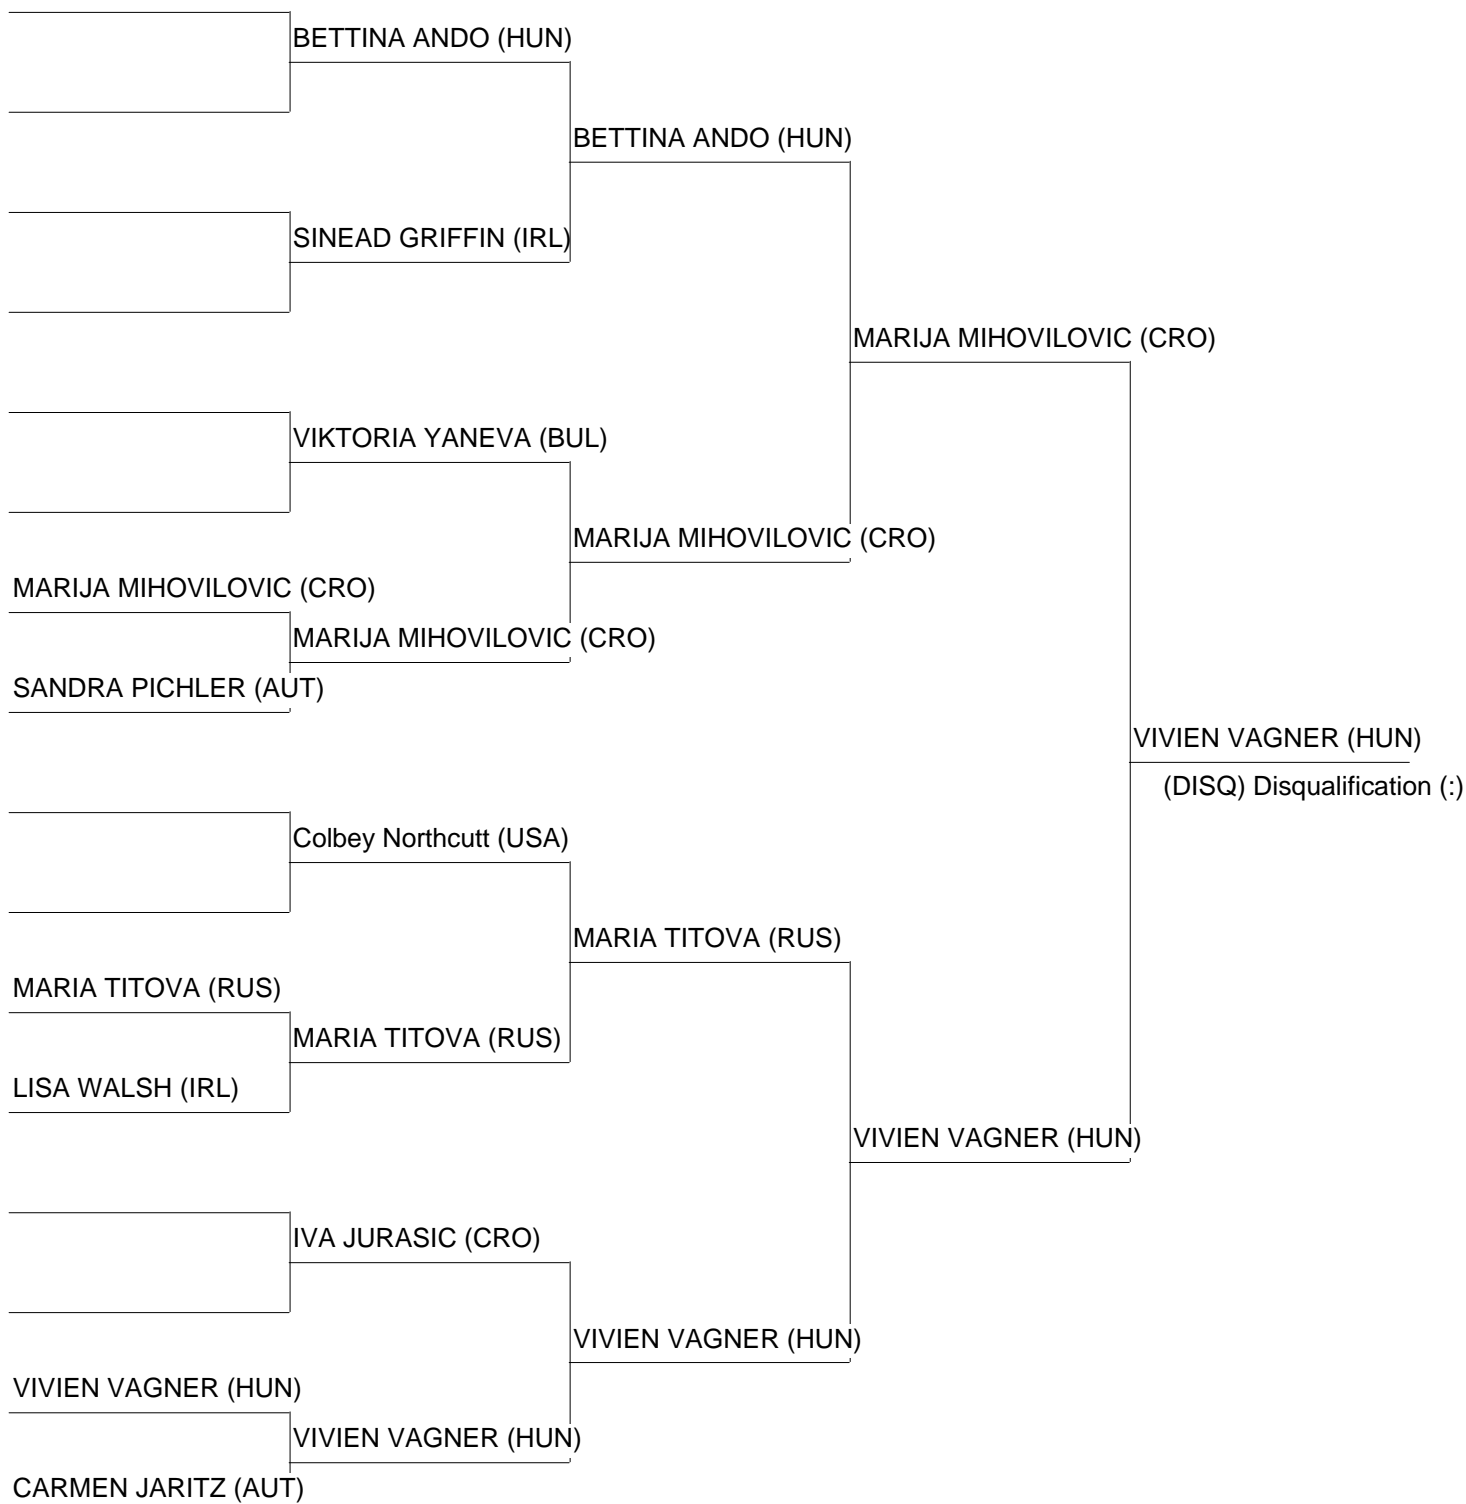 BETTINA ANDO (HUN)
BETTINA ANDO (HUN)
SINEAD GRIFFIN (IRL)
MARIJA MIHOVILOVIC (CRO)
VIKTORIA YANEVA (BUL)
MARIJA MIHOVILOVIC (CRO)
MARIJA MIHOVILOVIC (CRO)
MARIJA MIHOVILOVIC (CRO)
SANDRA PICHLER (AUT)
VIVIEN VAGNER (HUN)
(DISQ) Disqualification (:)
Colbey Northcutt (USA)
MARIA TITOVA (RUS)
MARIA TITOVA (RUS)
MARIA TITOVA (RUS)
LISA WALSH (IRL)
VIVIEN VAGNER (HUN)
IVA JURASIC (CRO)
VIVIEN VAGNER (HUN)
VIVIEN VAGNER (HUN)
VIVIEN VAGNER (HUN)
CARMEN JARITZ (AUT)